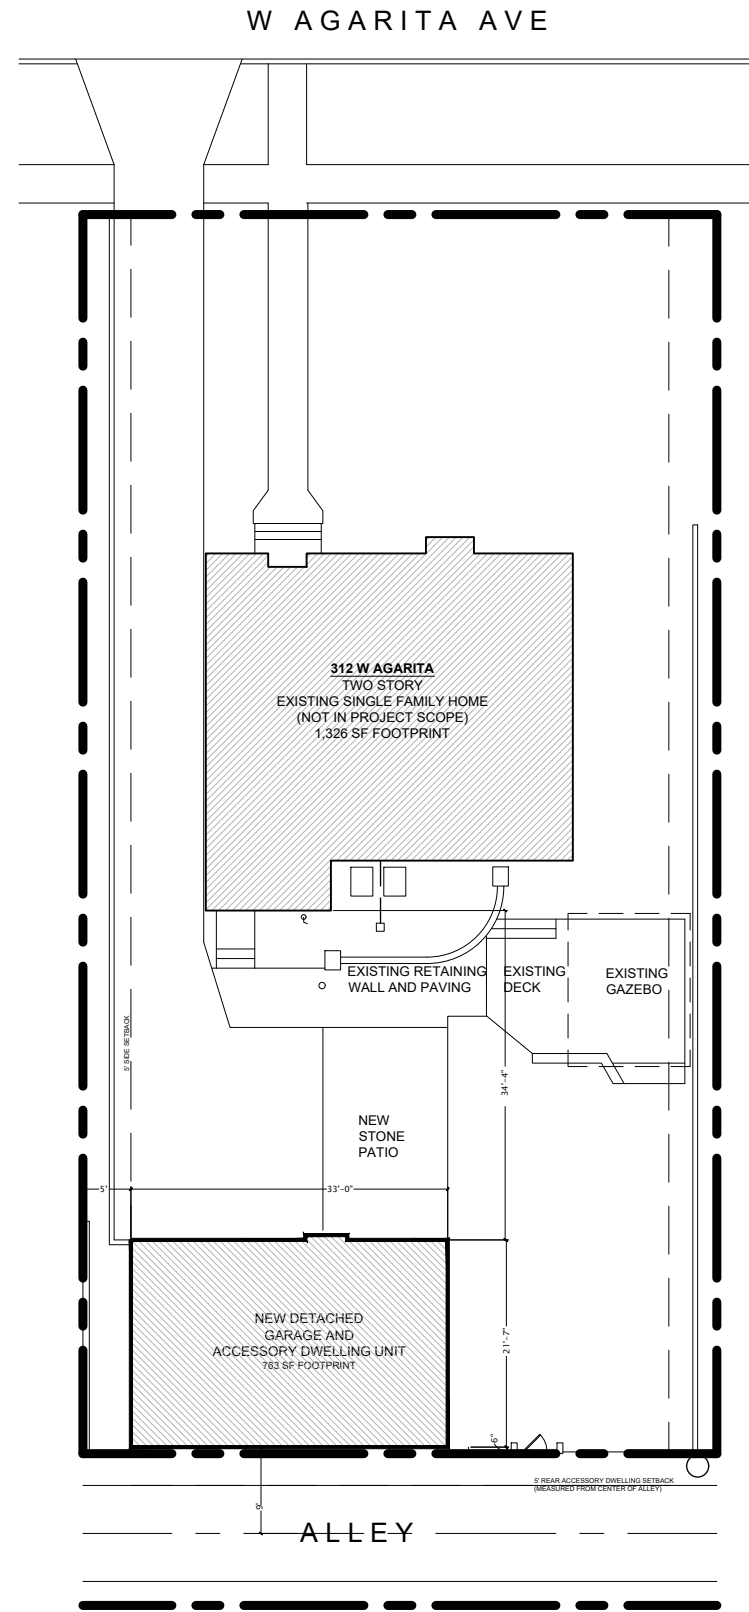 W AGARITA AVE
312 W AGARITA
TWO STORY
EXISTING SINGLE FAMILY HOME
(NOT IN PROJECT SCOPE)
1,326 SF FOOTPRINT
EXISTING RETAINING
WALL AND PAVING
EXISTING
DECK
EXISTING
GAZEBO
5' SIDE SETBACK
34'-4"
NEW
STONE
PATIO
5'
33'-0"
NEW DETACHED
GARAGE AND
ACCESSORY DWELLING UNIT
763 SF FOOTPRINT
21'-7"
6"
5' REAR ACCESSORY DWELLING SETBACK
(MEASURED FROM CENTER OF ALLEY)
9'
ALLEY